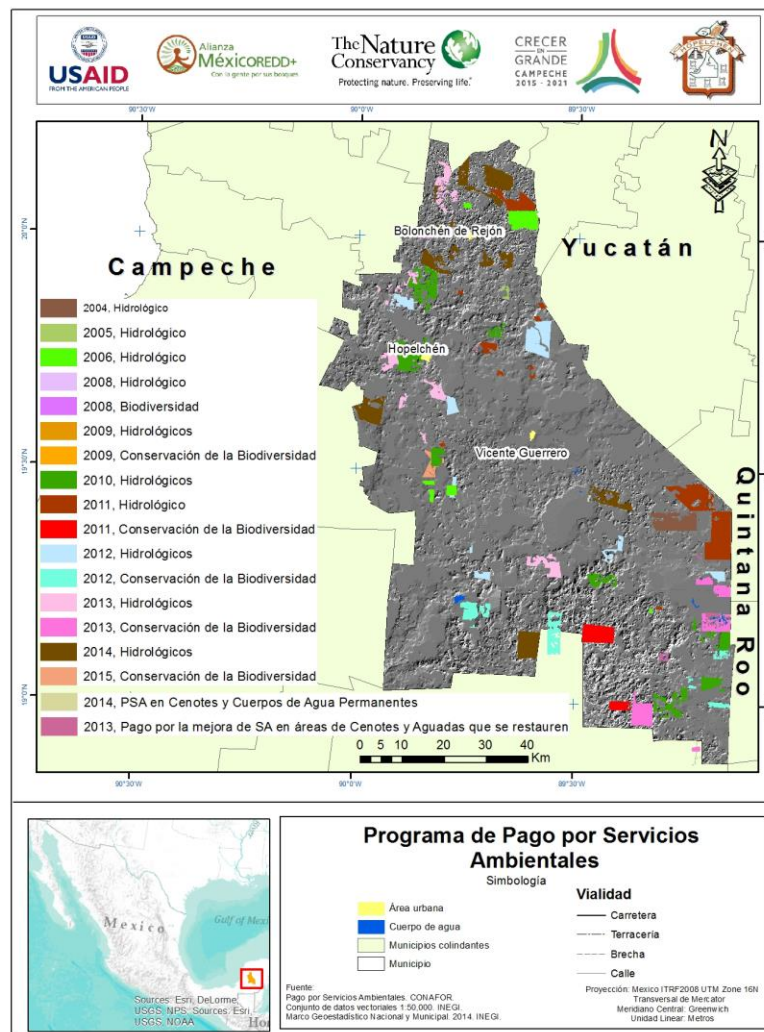 USAID
FROM THE AMERICAN PEOPLE
Alianza
MéxicoREDD+
Con la gente por sus bosques
The Nature
Conservancy
Protecting nature. Preserving life.
CRECER
EN
GRANDE
CAMPECHE
2015 - 2021
HOPELCHEN
90°30'W 90°0'W 89°30'W
N
20°0'N
Bolonchén de Rejón
Yucatán
Campeche
Hopelchén
Vicente Guerrero
19°30'N
Quintana Roo
19°0'N
2004, Hidrológico
2005, Hidrológico
2006, Hidrológico
2008, Hidrológico
2008, Biodiversidad
2009, Hidrológicos
2009, Conservación de la Biodiversidad
2010, Hidrológicos
2011, Hidrológico
2011, Conservación de la Biodiversidad
2012, Hidrológicos
2012, Conservación de la Biodiversidad
2013, Hidrológicos
2013, Conservación de la Biodiversidad
2014, Hidrológicos
2015, Conservación de la Biodiversidad
2014, PSA en Cenotes y Cuerpos de Agua Permanentes
2013, Pago por la mejora de SA en áreas de Cenotes y Aguadas que se restauren
0 5 10 20 30 40
Km
90°30'W 90°0'W 89°30'W
Mexico
Gulf of Mexi
Sources: Esri, DeLorme,
USGS, NPS. Sources: Esri,
USGS, NOAA
Programa de Pago por Servicios
Ambientales
Simbología
Área urbana
Cuerpo de agua
Municipios colindantes
Municipio
Vialidad
Carretera
Terracería
Brecha
Calle
Fuente:
Pago por Servicios Ambientales. CONAFOR.
Conjunto de datos vectoriales 1:50,000. INEGI.
Marco Geoestadístico Nacional y Municipal. 2014. INEGI.
Proyección: Mexico ITRF2008 UTM Zone 16N
Transversal de Mercator
Meridiano Central: Greenwich
Unidad Linear: Metros